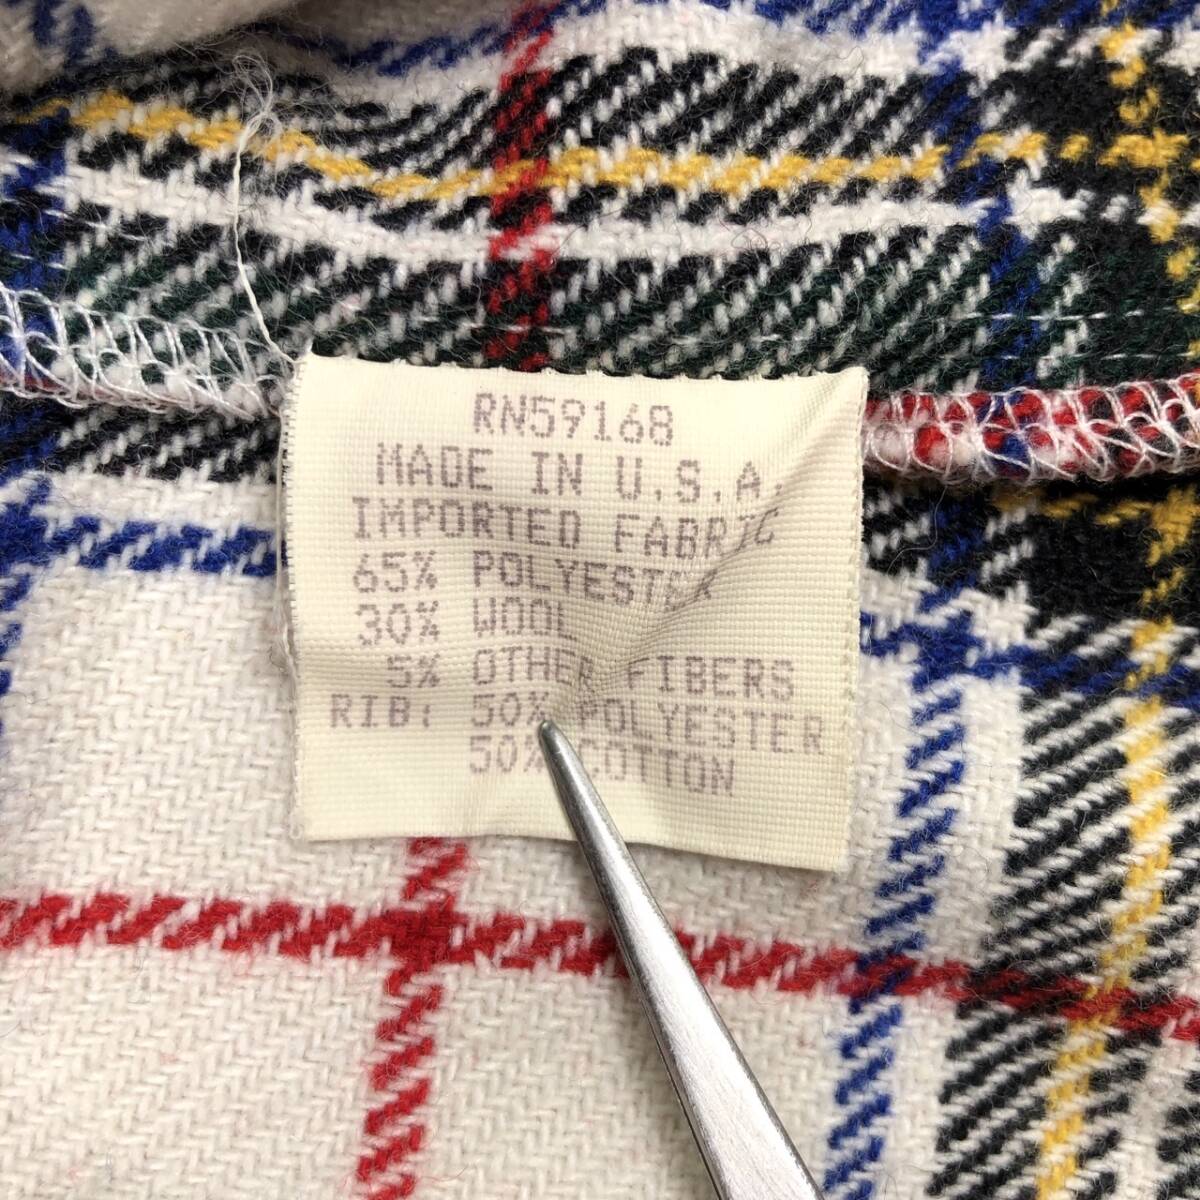 RN59168
MADE IN U.S.A.
IMPORTED FABRIC
65% POLYESTER
30% WOOL
5% OTHER FIBERS
RIB: 50% POLYESTER
50% COTTON